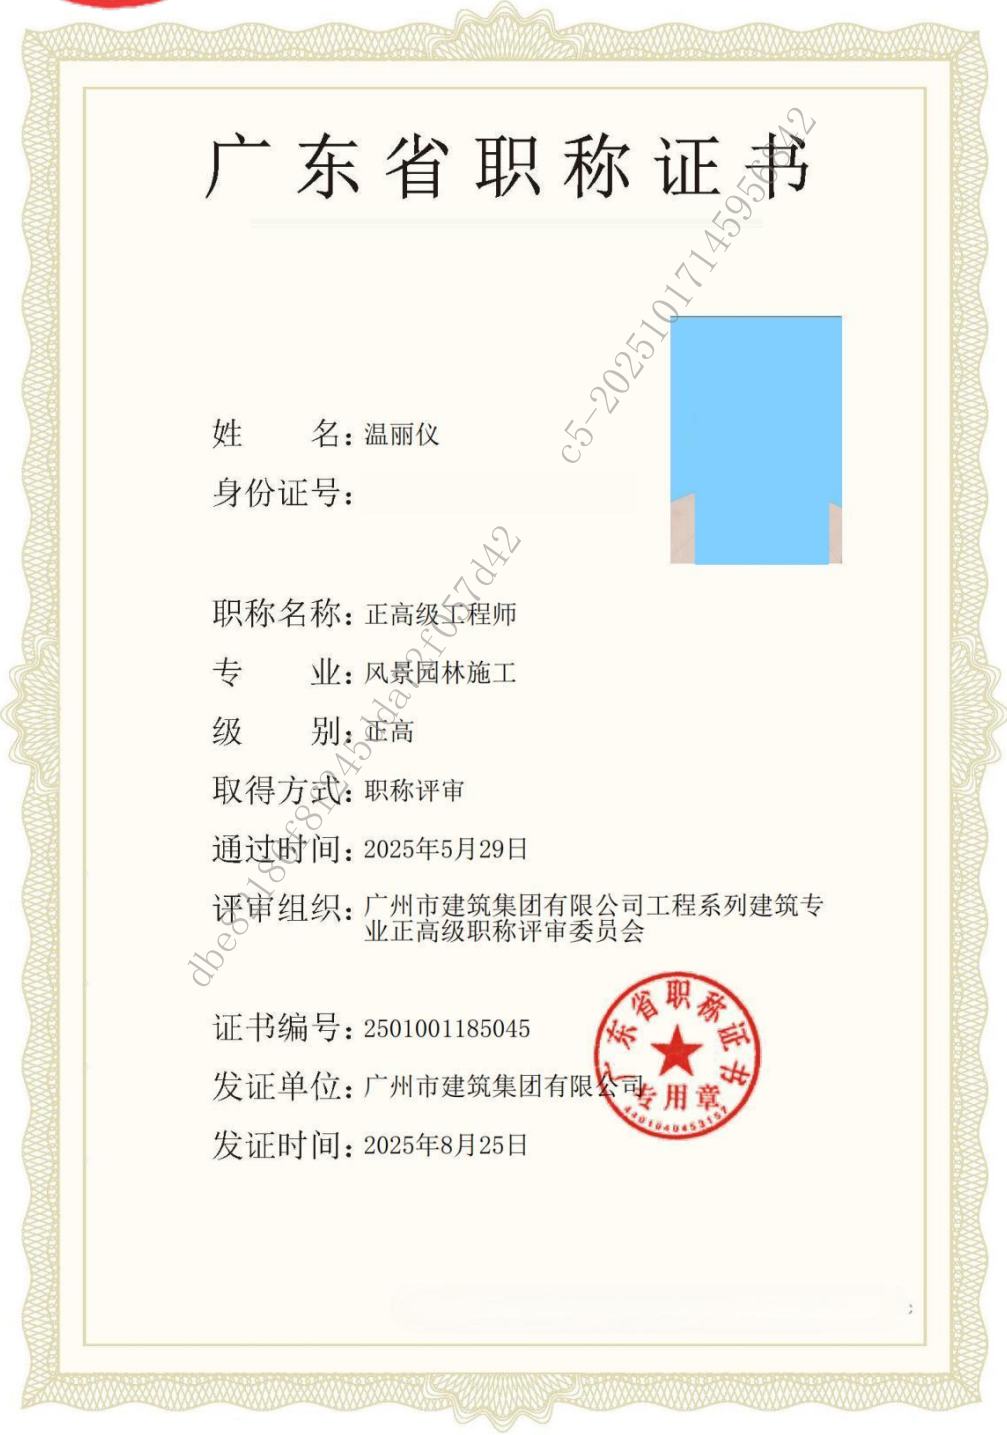 广东省职称证书
c5-20251017145956842
姓 名：温丽仪
身份证号：
职称名称：正高级工程师
专 业：风景园林施工
级 别：正高
取得方式：职称评审
通过时间：2025年5月29日
评审组织：广州市建筑集团有限公司工程系列建筑专
业正高级职称评审委员会
证书编号：2501001185045
发证单位：广州市建筑集团有限公司
发证时间：2025年8月25日
广东省职称证书
专用章
4401040453157